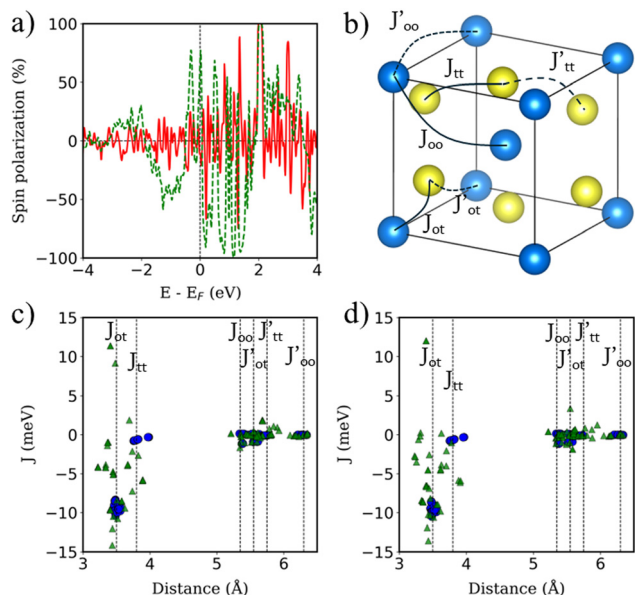 a)
100
50
0
−50
−100
Spin polarization (%)
−4
−2
0
2
4
E - E_F (eV)
b)
J'oo
Jtt
J'tt
Joo
J'ot
Jot
c)
15
10
5
0
−5
−10
−15
J (meV)
Jot
Jtt
Joo
J'tt
J'ot
J'oo
3
4
5
6
Distance (Å)
d)
15
10
5
0
−5
−10
−15
J (meV)
Jot
Jtt
Joo
J'tt
J'ot
J'oo
3
4
5
6
Distance (Å)